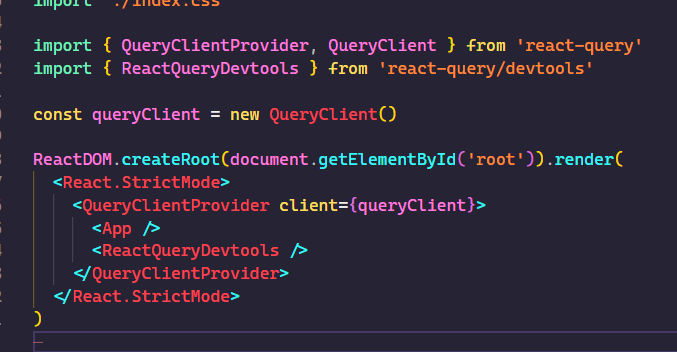 import './index.css'
import { QueryClientProvider, QueryClient } from 'react-query'
import { ReactQueryDevtools } from 'react-query/devtools'
const queryClient = new QueryClient()
ReactDOM.createRoot(document.getElementById('root')).render(
<React.StrictMode>
<QueryClientProvider client={queryClient}>
<App />
<ReactQueryDevtools />
</QueryClientProvider>
</React.StrictMode>
)